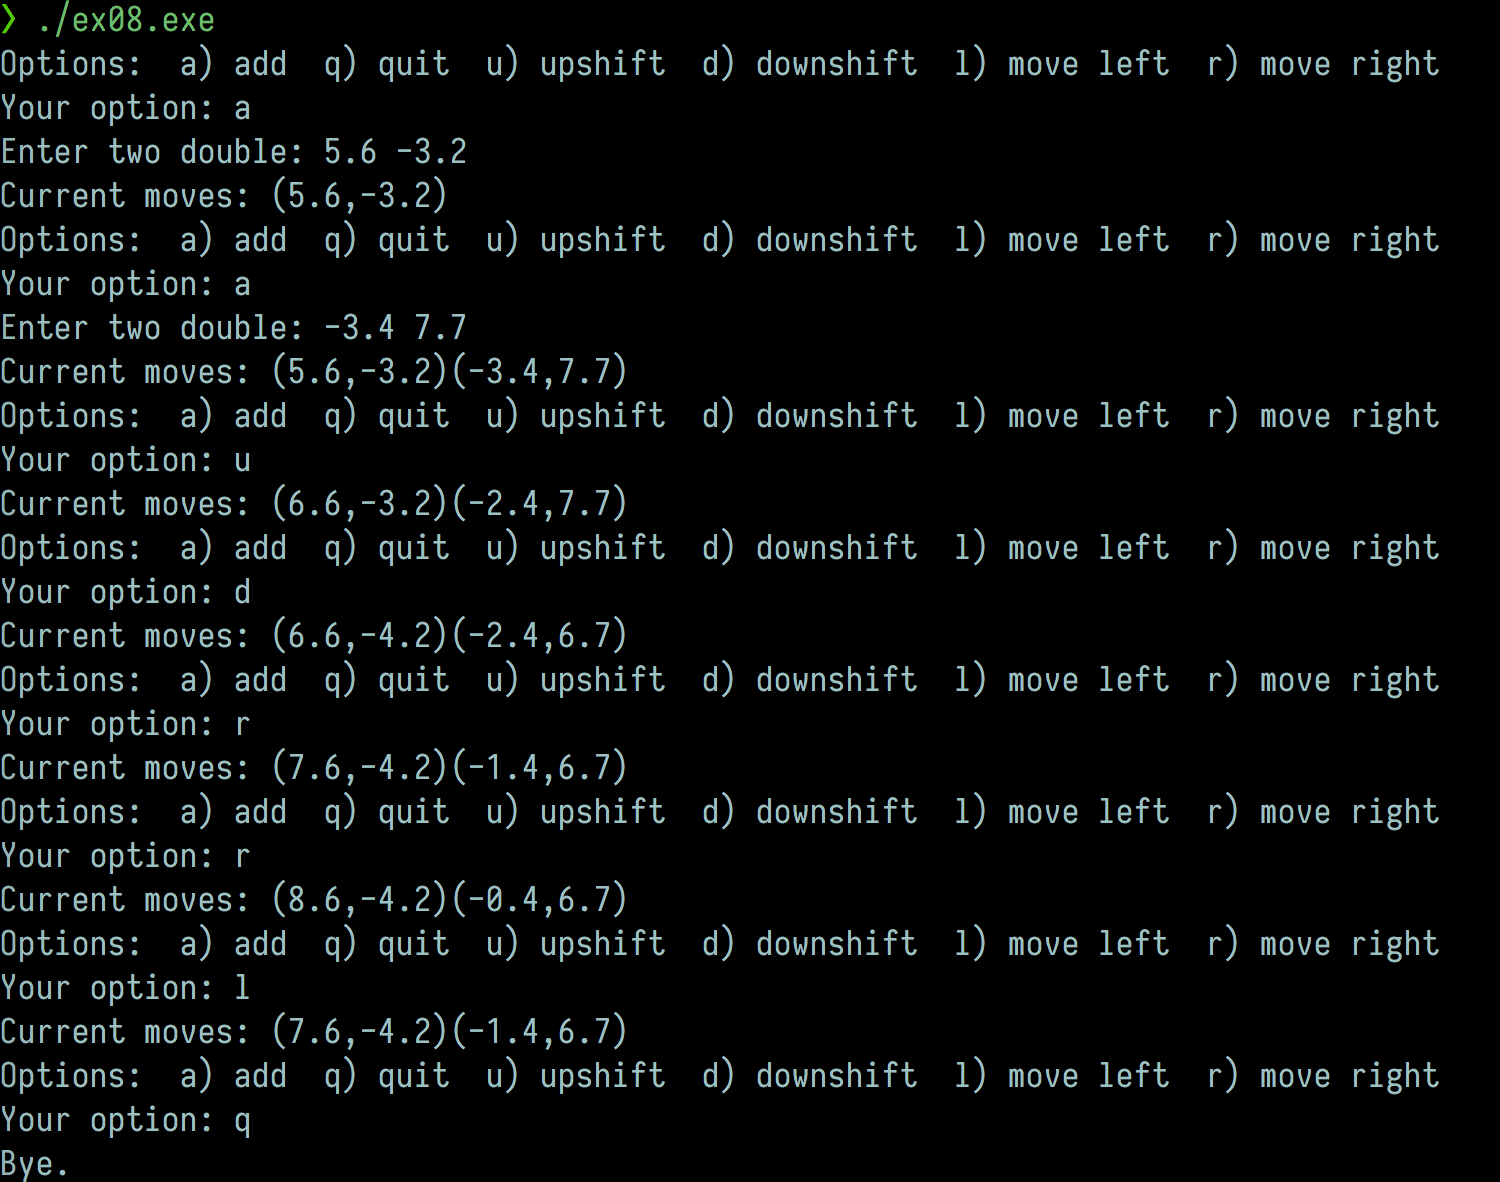 ❯ ./ex08.exe
Options:  a) add  q) quit  u) upshift  d) downshift  l) move left  r) move right
Your option: a
Enter two double: 5.6 -3.2
Current moves: (5.6,-3.2)
Options:  a) add  q) quit  u) upshift  d) downshift  l) move left  r) move right
Your option: a
Enter two double: -3.4 7.7
Current moves: (5.6,-3.2)(-3.4,7.7)
Options:  a) add  q) quit  u) upshift  d) downshift  l) move left  r) move right
Your option: u
Current moves: (6.6,-3.2)(-2.4,7.7)
Options:  a) add  q) quit  u) upshift  d) downshift  l) move left  r) move right
Your option: d
Current moves: (6.6,-4.2)(-2.4,6.7)
Options:  a) add  q) quit  u) upshift  d) downshift  l) move left  r) move right
Your option: r
Current moves: (7.6,-4.2)(-1.4,6.7)
Options:  a) add  q) quit  u) upshift  d) downshift  l) move left  r) move right
Your option: r
Current moves: (8.6,-4.2)(-0.4,6.7)
Options:  a) add  q) quit  u) upshift  d) downshift  l) move left  r) move right
Your option: l
Current moves: (7.6,-4.2)(-1.4,6.7)
Options:  a) add  q) quit  u) upshift  d) downshift  l) move left  r) move right
Your option: q
Bye.